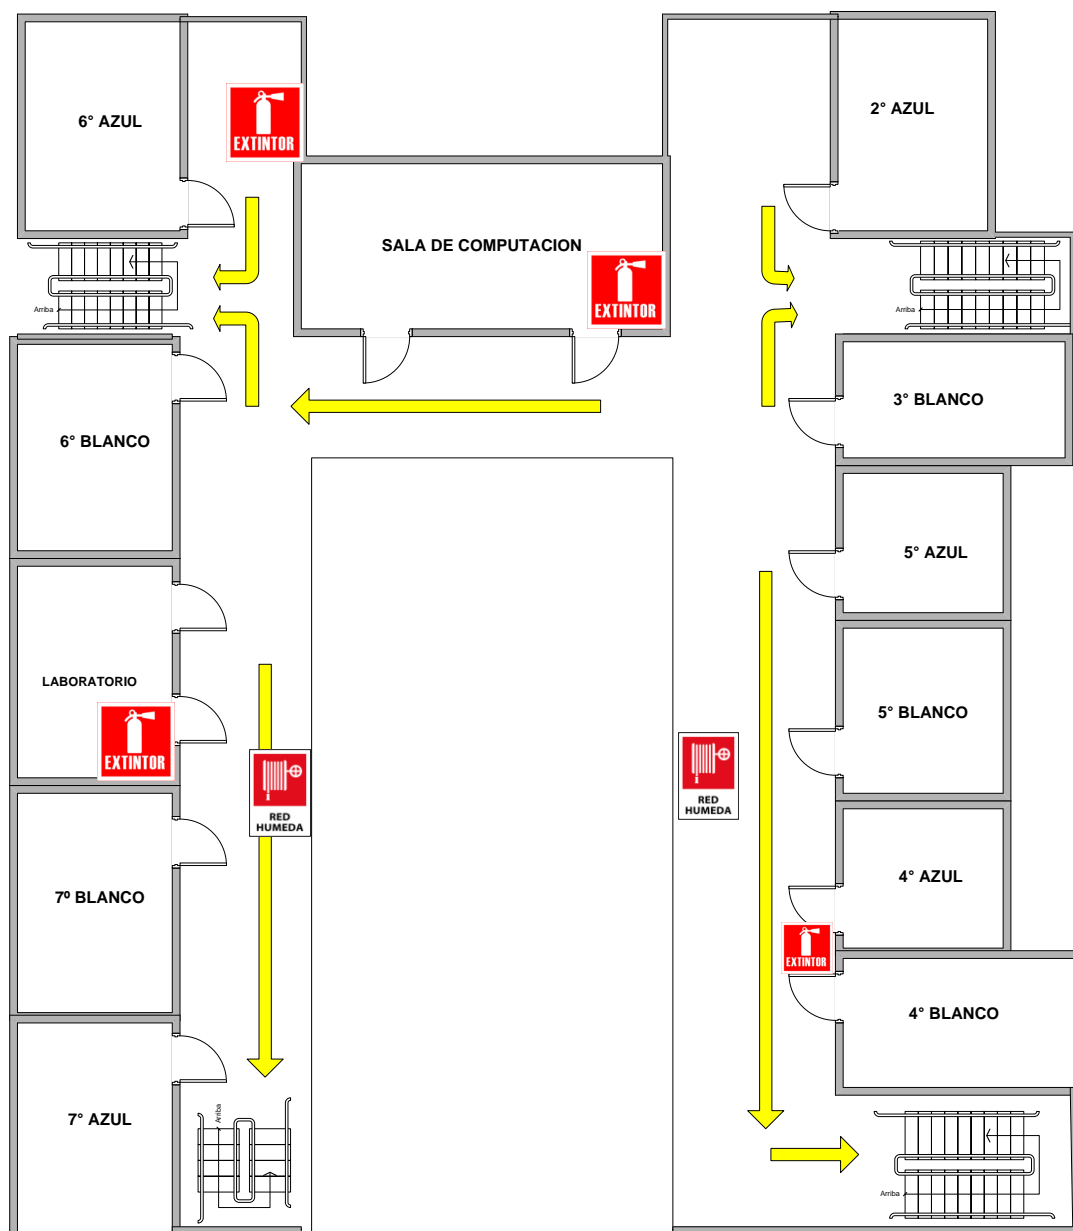 6° AZUL
EXTINTOR
2° AZUL
SALA DE COMPUTACION
EXTINTOR
Arriba
Arriba
6° BLANCO
3° BLANCO
5° AZUL
LABORATORIO
EXTINTOR
5° BLANCO
RED
HUMEDA
RED
HUMEDA
7º BLANCO
4° AZUL
EXTINTOR
4° BLANCO
7° AZUL
Arriba
Arriba